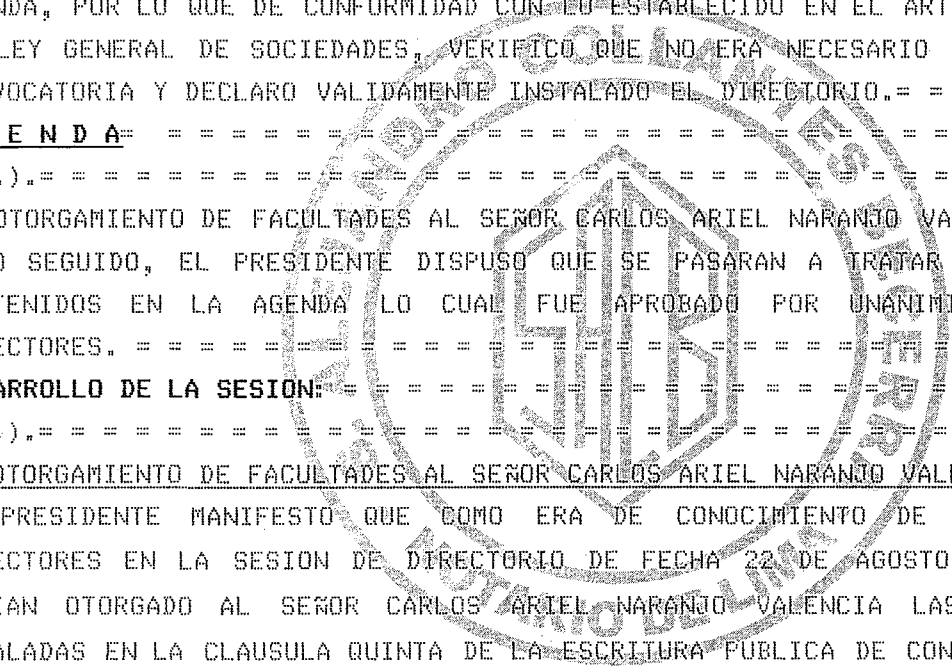 NDA, POR LO QUE DE CONFORMIDAD CON LO ESTABLECIDO EN EL ART
LEY GENERAL DE SOCIEDADES, VERIFICO QUE NO ERA NECESARIO
VOCATORIA Y DECLARO VALIDAMENTE INSTALADO EL DIRECTORIO.= =
E N D A= = = = = = = = = = = = = = = = = = = = = = = = = =
.).= = = = = = = = = = = = = = = = = = = = = = = = = = = =
OTORGAMIENTO DE FACULTADES AL SEÑOR CARLOS ARIEL NARANJO VA
O SEGUIDO, EL PRESIDENTE DISPUSO QUE SE PASARAN A TRATAR
TENIDOS EN LA AGENDA LO CUAL FUE APROBADO POR UNANIMI
ECTORES. = = = = = = = = = = = = = = = = = = = = = = = = =
ARROLLO DE LA SESION: = = = = = = = = = = = = = = = = = = =
.).= = = = = = = = = = = = = = = = = = = = = = = = = = = =
OTORGAMIENTO DE FACULTADES AL SEÑOR CARLOS ARIEL NARANJO VALE
PRESIDENTE MANIFESTO QUE COMO ERA DE CONOCIMIENTO DE
ECTORES EN LA SESION DE DIRECTORIO DE FECHA 22 DE AGOSTO
IAN OTORGADO AL SEÑOR CARLOS ARIEL NARANJO VALENCIA LAS
ALADAS EN LA CLAUSULA QUINTA DE LA ESCRITURA PUBLICA DE CON
NOTARIO DE LIMA